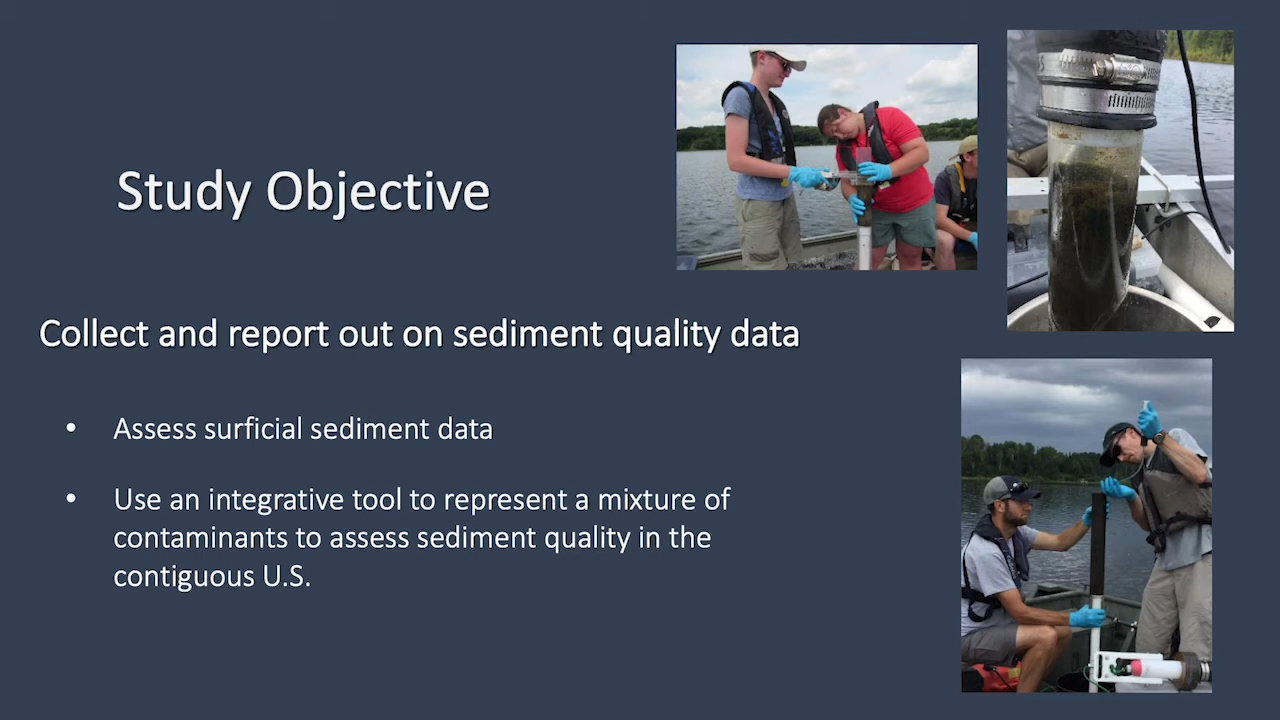 Study Objective
Collect and report out on sediment quality data
• Assess surficial sediment data
• Use an integrative tool to represent a mixture of
contaminants to assess sediment quality in the
contiguous U.S.